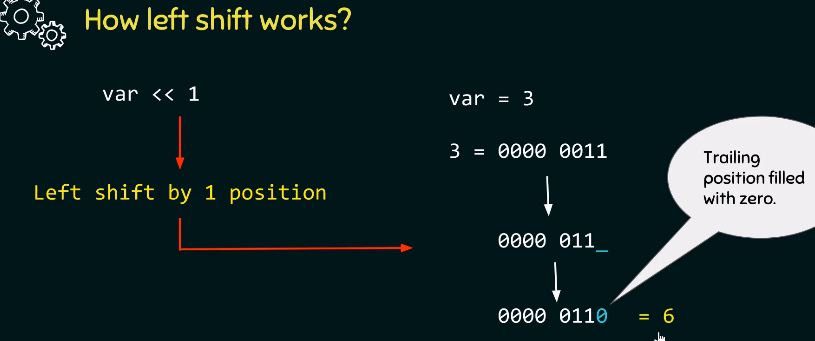 How left shift works?
var << 1
Left shift by 1 position
var = 3
3 = 0000 0011
0000 011_
0000 0110 = 6
Trailing
position filled
with zero.